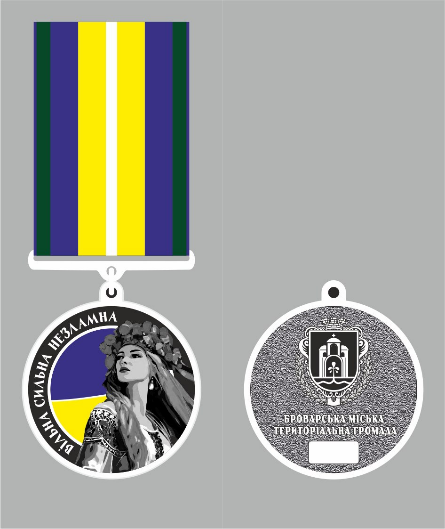 ВІЛЬНА СИЛЬНА НЕЗЛАМНА
БРОВАРСЬКА МІСЬКА
ТЕРИТОРІАЛЬНА ГРОМАДА